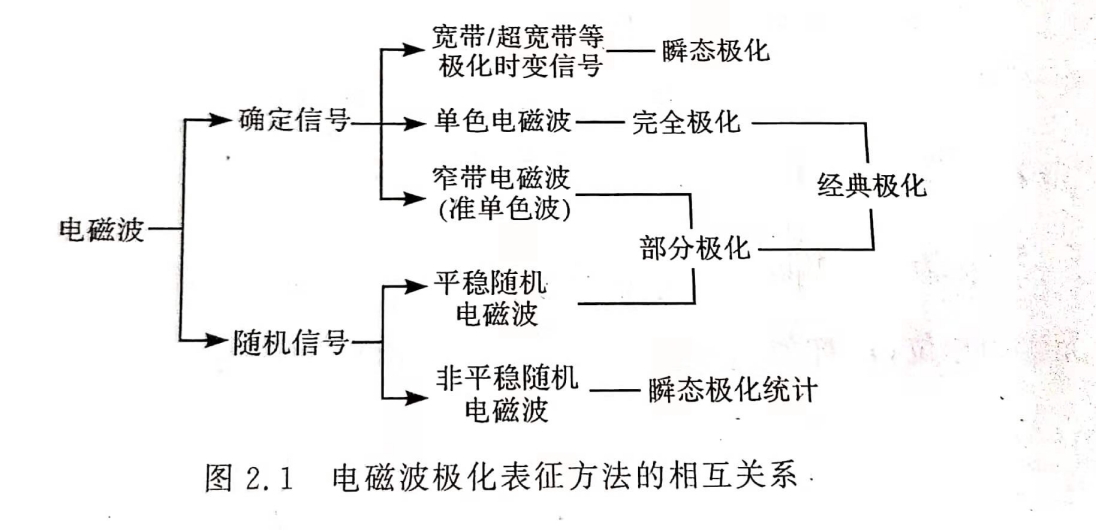 宽带/超宽带等
极化时变信号
瞬态极化
确定信号
单色电磁波
完全极化
窄带电磁波
(准单色波)
经典极化
电磁波
部分极化
平稳随机
电磁波
随机信号
非平稳随机
电磁波
瞬态极化统计
图 2.1 电磁波极化表征方法的相互关系